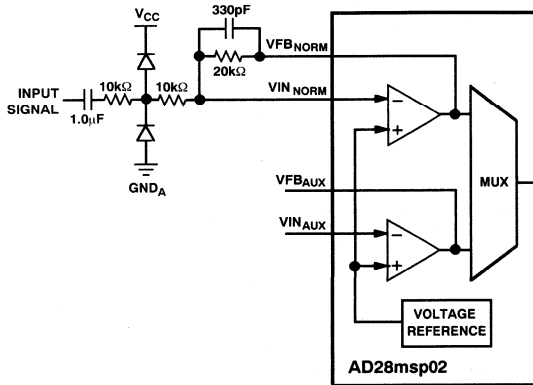 330pF
VCC
VFBNORM
20kΩ
INPUT
SIGNAL
10kΩ
10kΩ
VINNORM
1.0μF
GNDA
VFBAUX
VINAUX
MUX
VOLTAGE
REFERENCE
AD28msp02